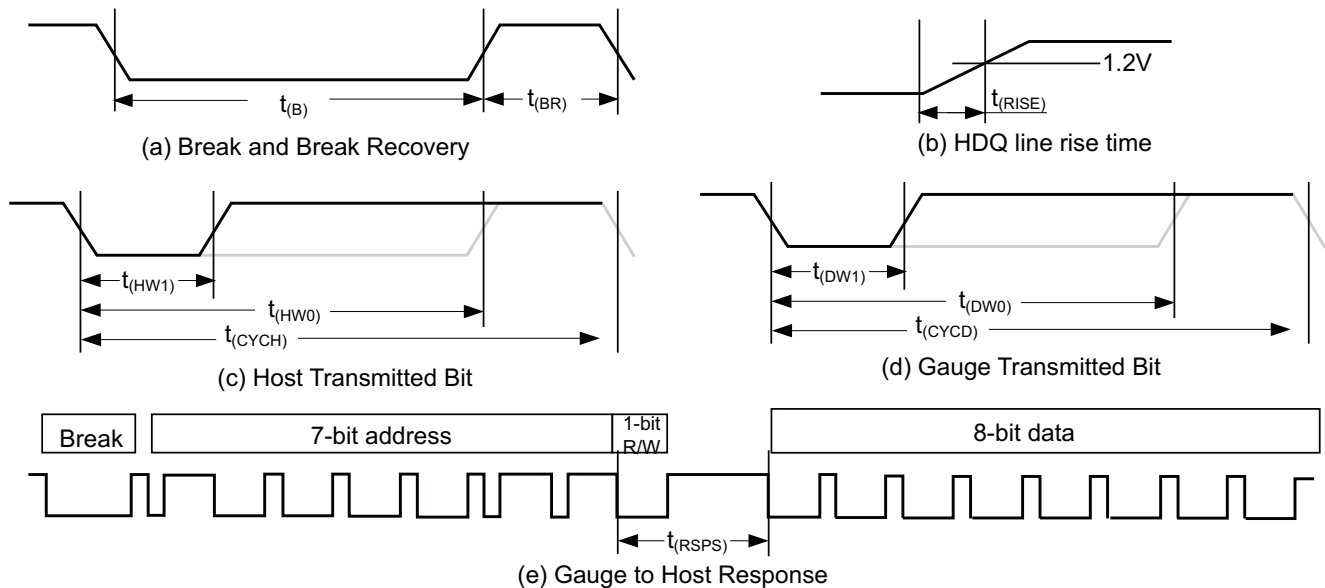 t(B)
t(BR)
(a) Break and Break Recovery
1.2V
t(RISE)
(b) HDQ line rise time
t(HW1)
t(HW0)
t(CYCH)
(c) Host Transmitted Bit
t(DW1)
t(DW0)
t(CYCD)
(d) Gauge Transmitted Bit
Break
7-bit address
1-bit
R/W
8-bit data
t(RSPS)
(e) Gauge to Host Response